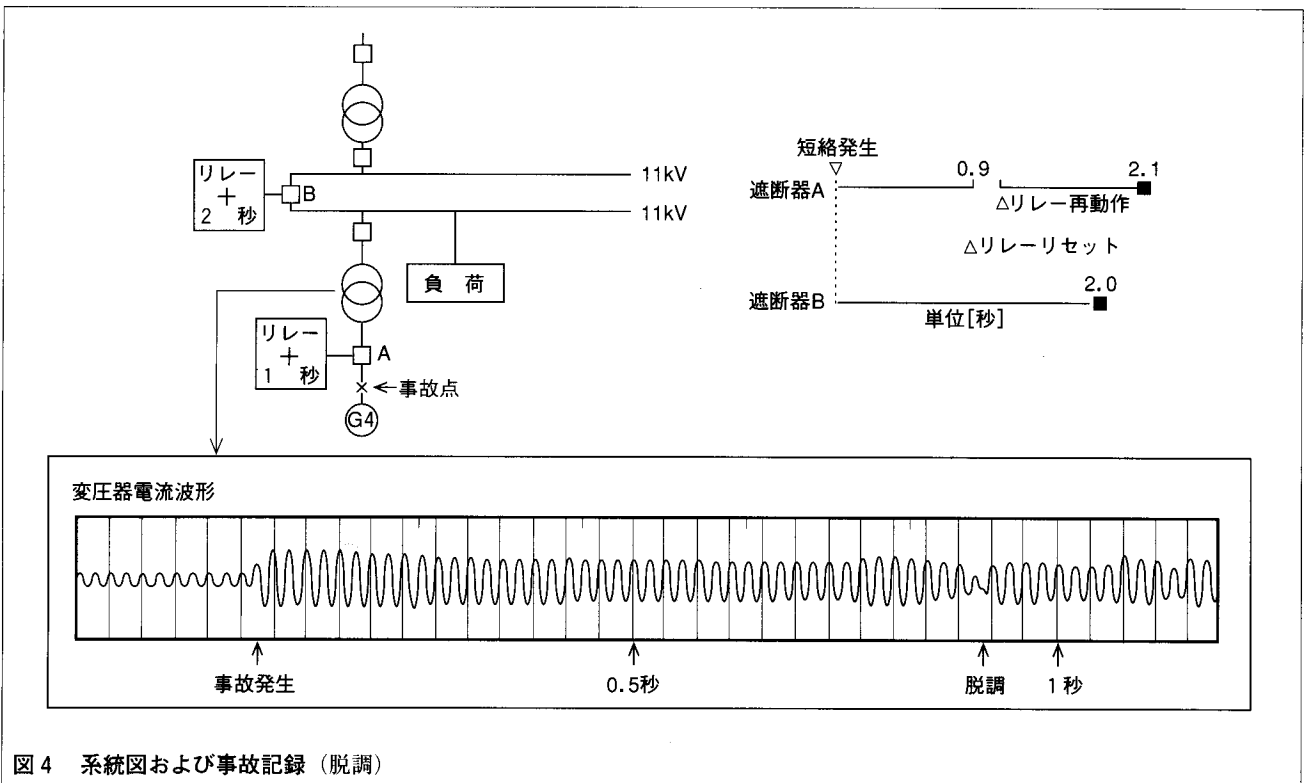 リレー
+
2 秒
B
11kV
11kV
負 荷
リレー
+
1 秒
A
×←事故点
G4
短絡発生
▽
遮断器A
0.9
2.1
△リレー再動作
△リレーリセット
遮断器B
2.0
単位[秒]
変圧器電流波形
事故発生
0.5秒
脱調
1秒
図4 系統図および事故記録(脱調)